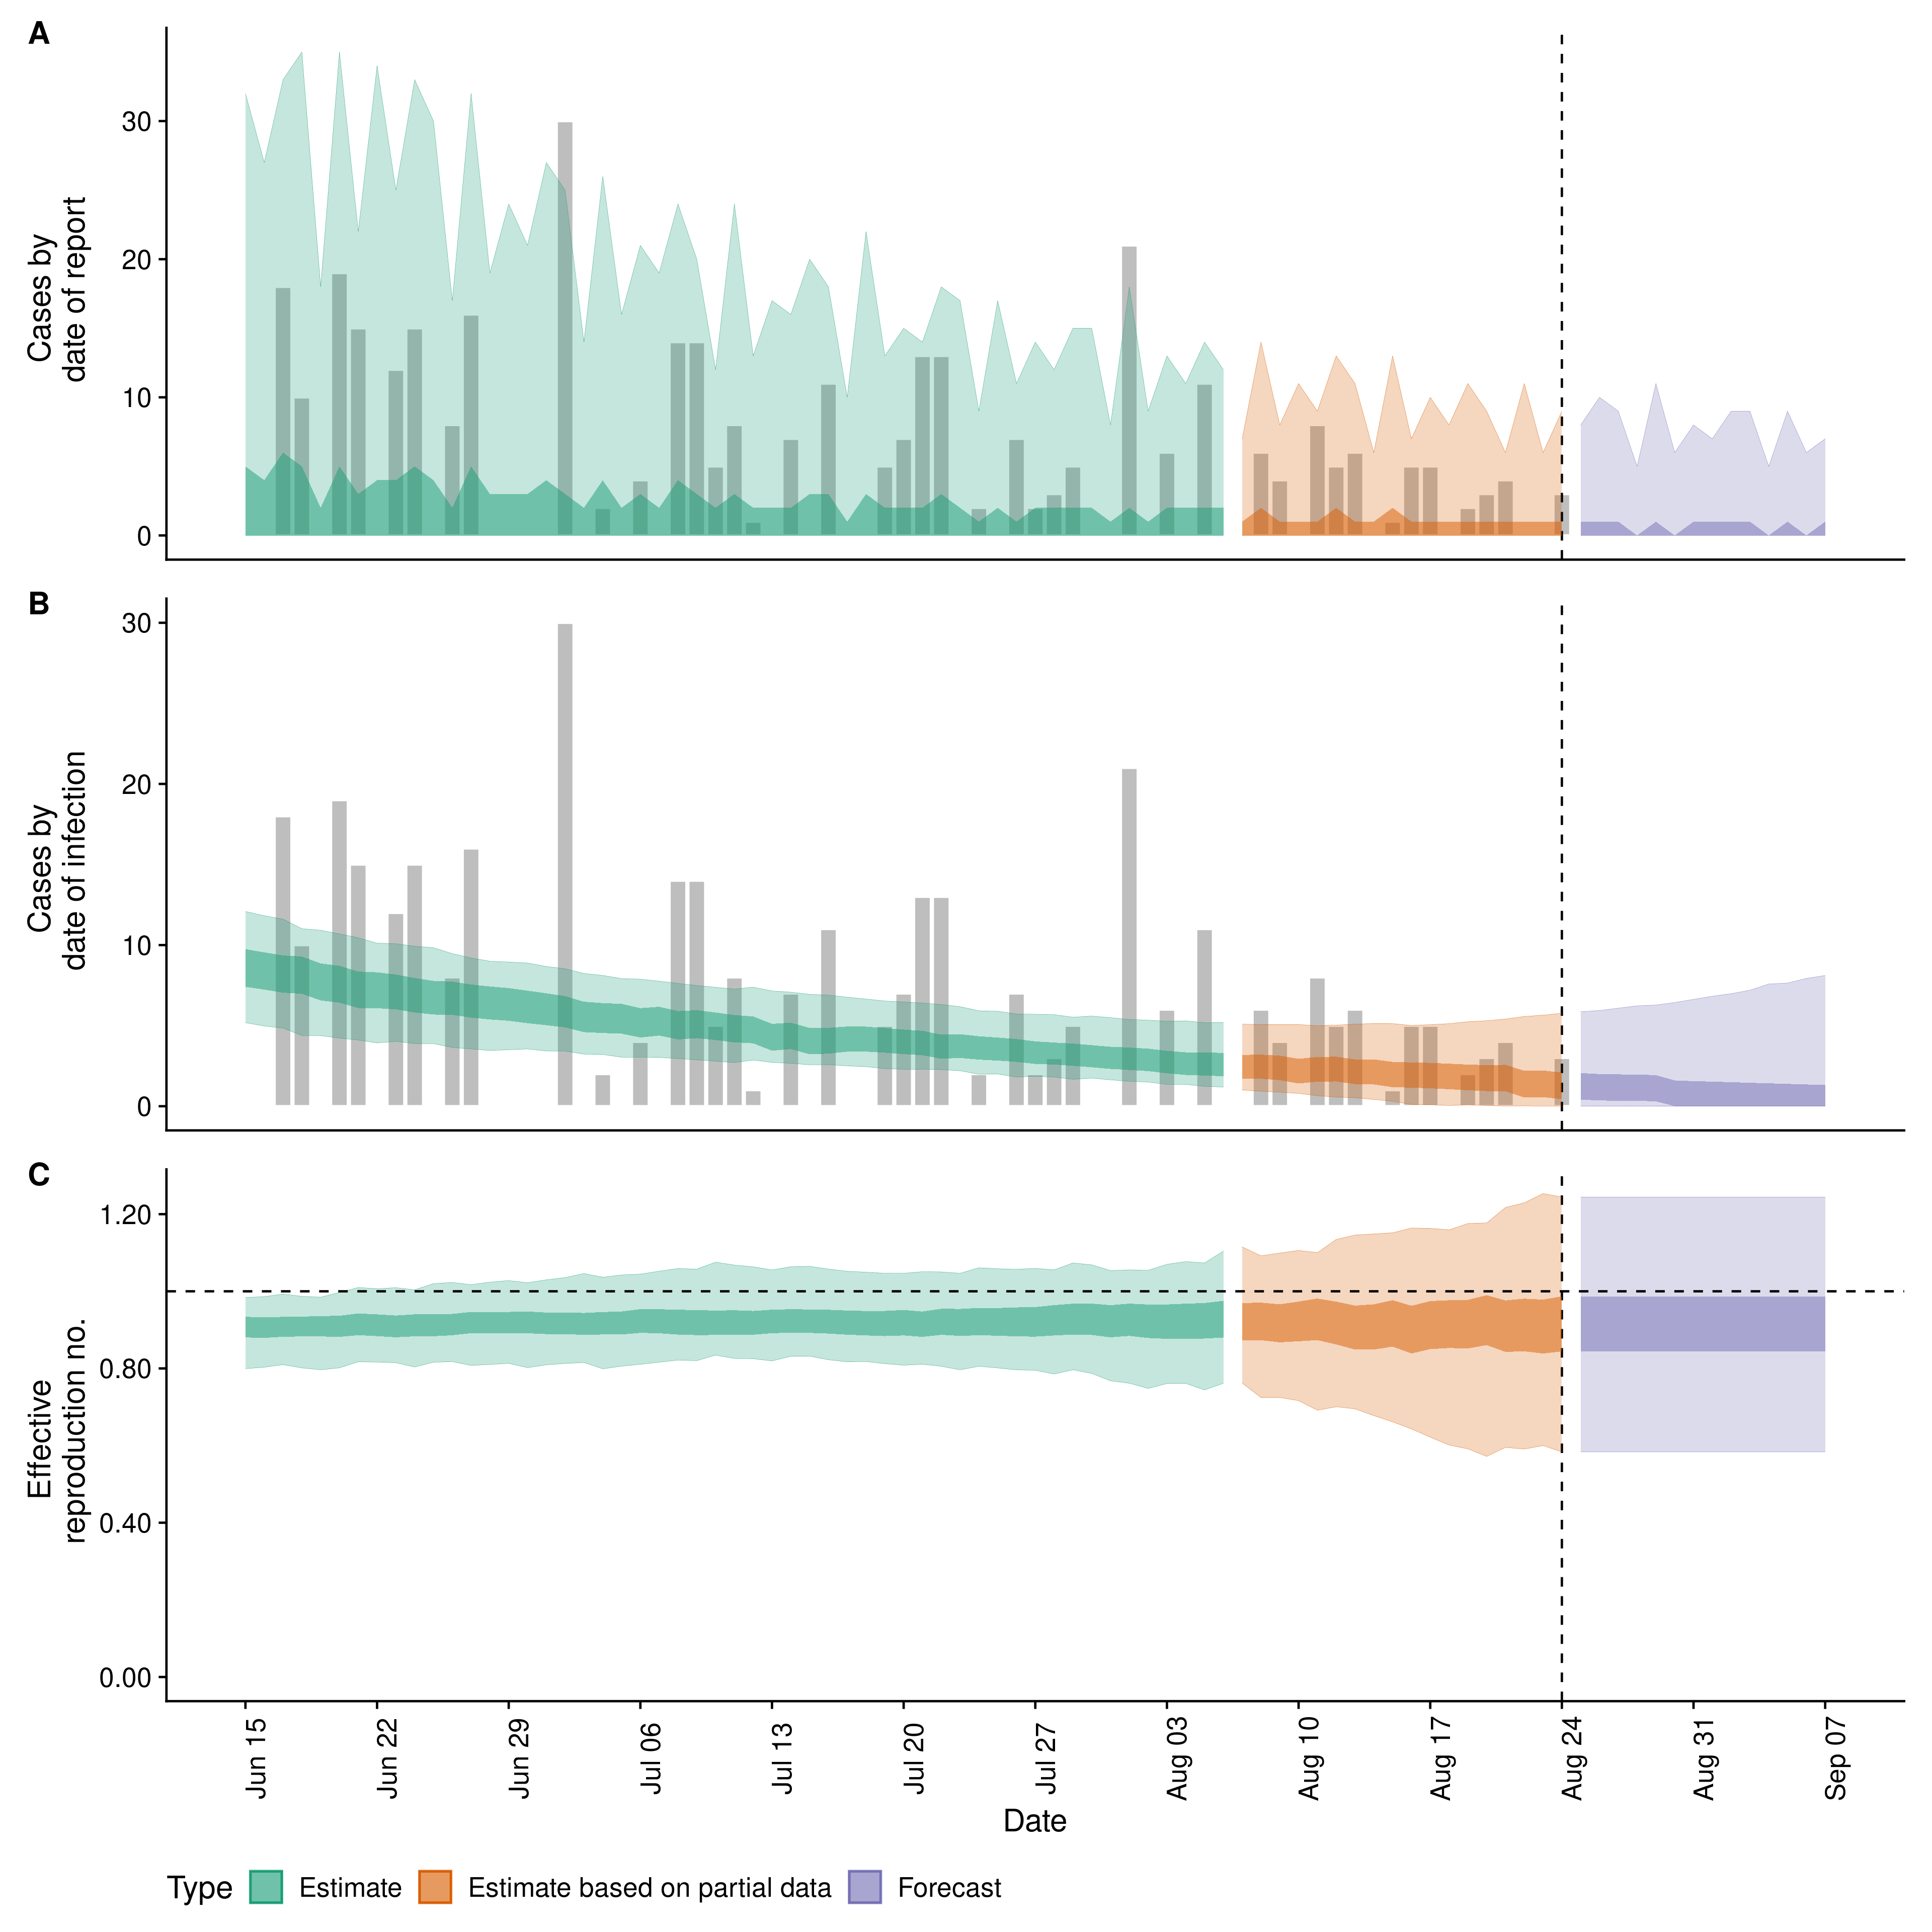 A
Cases by
date of report
30
20
10
0
B
Cases by
date of infection
30
20
10
0
C
Effective
reproduction no.
1.20
0.80
0.40
0.00
Jun 15
Jun 22
Jun 29
Jul 06
Jul 13
Jul 20
Jul 27
Aug 03
Aug 10
Aug 17
Aug 24
Aug 31
Sep 07
Date
Type Estimate Estimate based on partial data Forecast